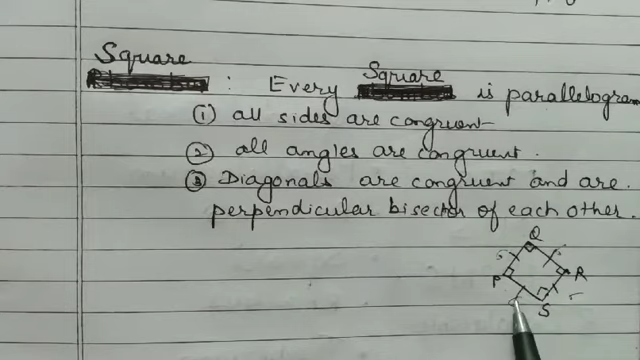 Square
: Every Square is parallelogram
① all sides are congruent
② all angles are congruent.
③ Diagonals are congruent and are.
perpendicular bisector of each other.
Q
P R
S